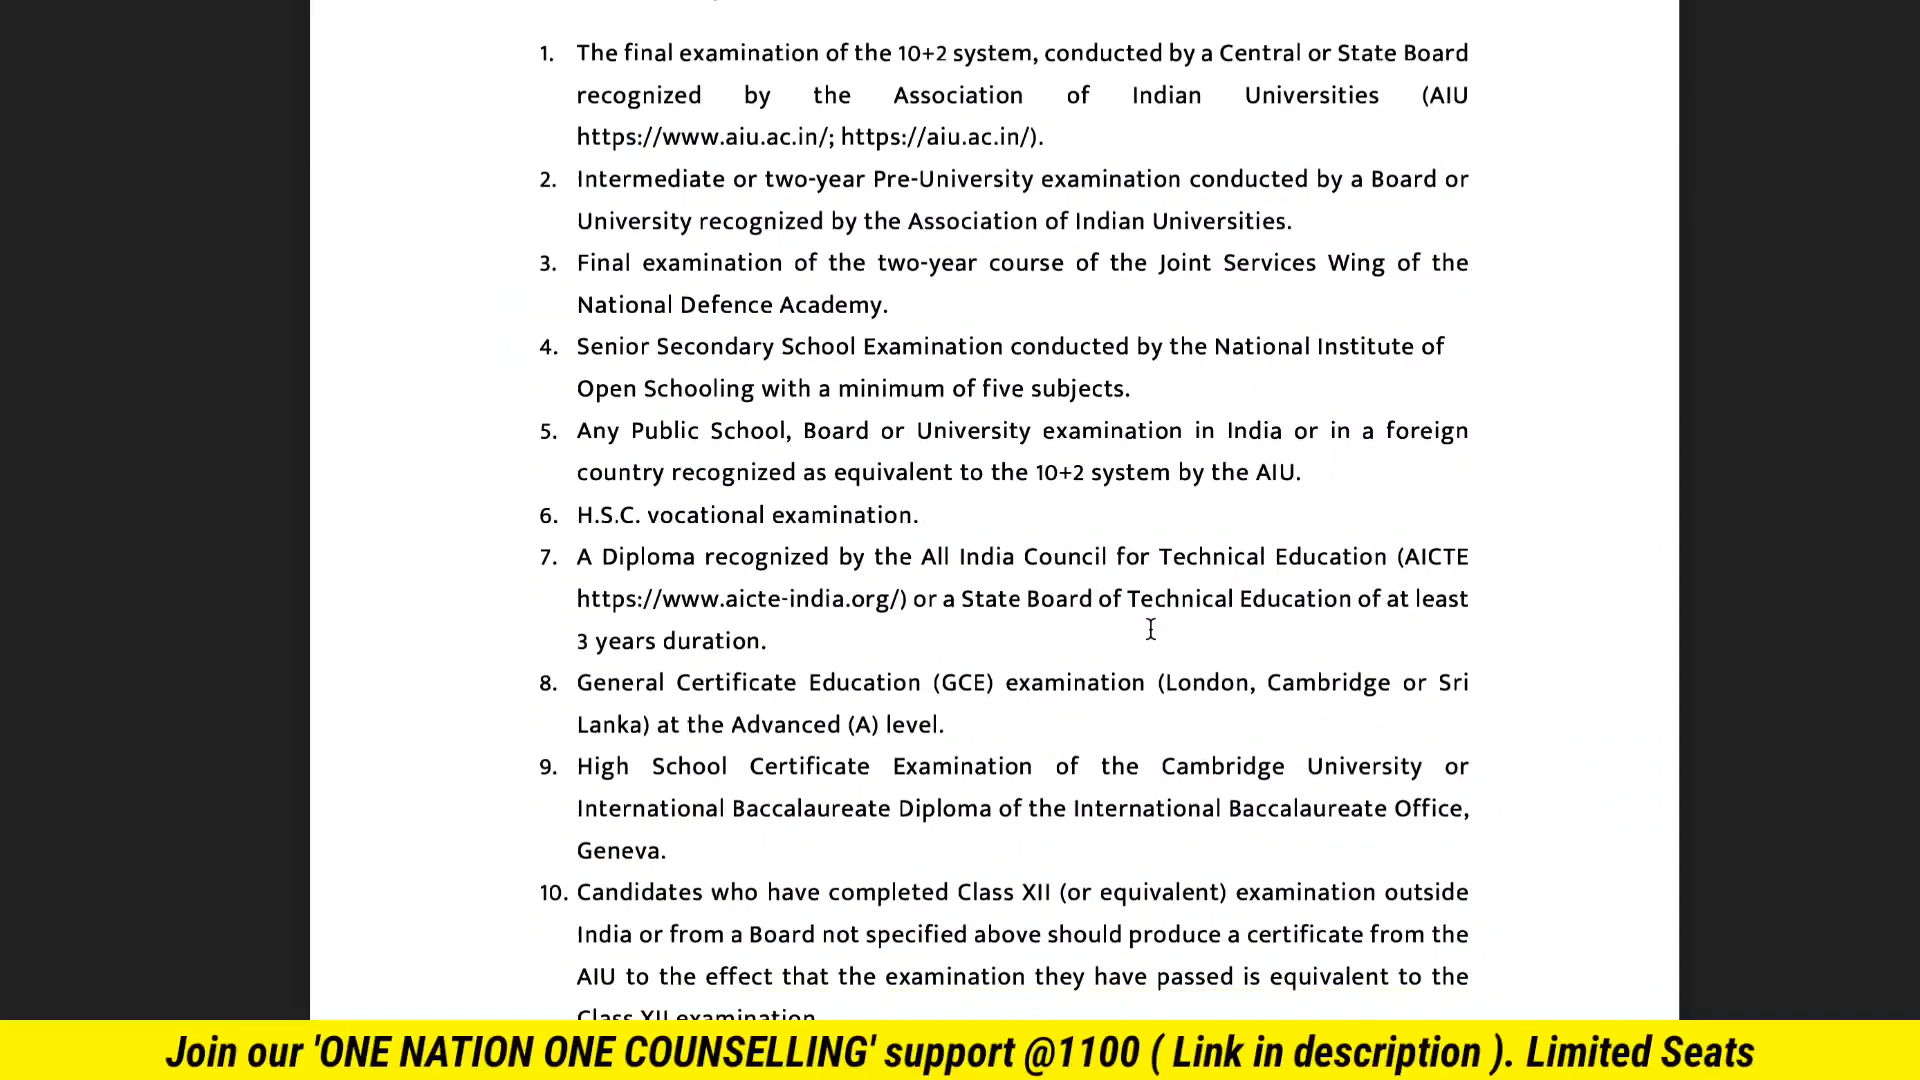 1. The final examination of the 10+2 system, conducted by a Central or State Board
recognized by the Association of Indian Universities (AIU
https://www.aiu.ac.in/; https://aiu.ac.in/).
2. Intermediate or two-year Pre-University examination conducted by a Board or
University recognized by the Association of Indian Universities.
3. Final examination of the two-year course of the Joint Services Wing of the
National Defence Academy.
4. Senior Secondary School Examination conducted by the National Institute of
Open Schooling with a minimum of five subjects.
5. Any Public School, Board or University examination in India or in a foreign
country recognized as equivalent to the 10+2 system by the AIU.
6. H.S.C. vocational examination.
7. A Diploma recognized by the All India Council for Technical Education (AICTE
https://www.aicte-india.org/) or a State Board of Technical Education of at least
3 years duration.
8. General Certificate Education (GCE) examination (London, Cambridge or Sri
Lanka) at the Advanced (A) level.
9. High School Certificate Examination of the Cambridge University or
International Baccalaureate Diploma of the International Baccalaureate Office,
Geneva.
10. Candidates who have completed Class XII (or equivalent) examination outside
India or from a Board not specified above should produce a certificate from the
AIU to the effect that the examination they have passed is equivalent to the
Class XII examination.
Join our 'ONE NATION ONE COUNSELLING' support @1100 ( Link in description ). Limited Seats